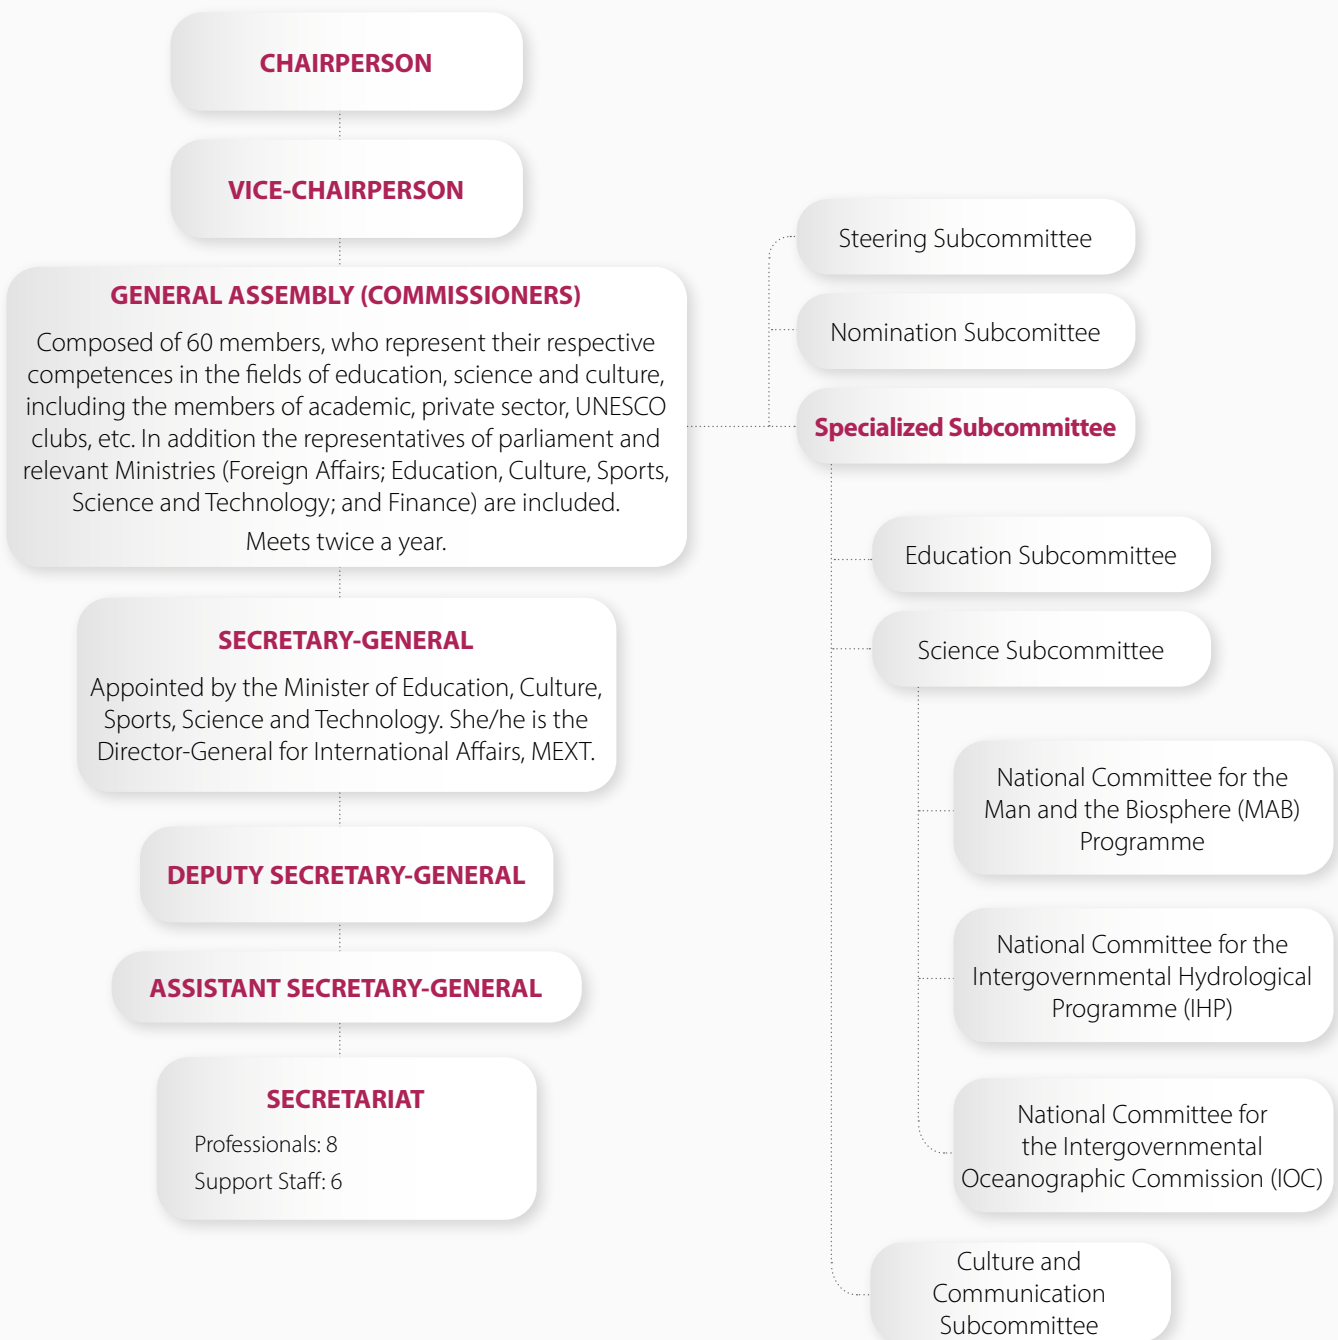 CHAIRPERSON
VICE-CHAIRPERSON
GENERAL ASSEMBLY (COMMISSIONERS)
Composed of 60 members, who represent their respective
competences in the fields of education, science and culture,
including the members of academic, private sector, UNESCO
clubs, etc. In addition the representatives of parliament and
relevant Ministries (Foreign Affairs; Education, Culture, Sports,
Science and Technology; and Finance) are included.
Meets twice a year.
SECRETARY-GENERAL
Appointed by the Minister of Education, Culture,
Sports, Science and Technology. She/he is the
Director-General for International Affairs, MEXT.
DEPUTY SECRETARY-GENERAL
ASSISTANT SECRETARY-GENERAL
SECRETARIAT
Professionals: 8
Support Staff: 6
Steering Subcommittee
Nomination Subcomittee
Specialized Subcommittee
Education Subcommittee
Science Subcommittee
National Committee for the
Man and the Biosphere (MAB)
Programme
National Committee for the
Intergovernmental Hydrological
Programme (IHP)
National Committee for
the Intergovernmental
Oceanographic Commission (IOC)
Culture and
Communication
Subcommittee